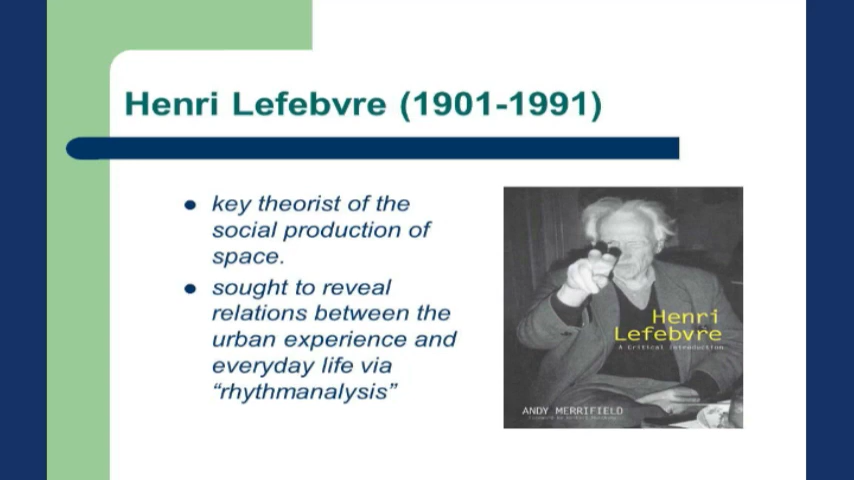 Henri Lefebvre (1901-1991)
key theorist of the
social production of
space.
sought to reveal
relations between the
urban experience and
everyday life via
“rhythmanalysis”
Henri
Lefebvre
A Critical Introduction
ANDY MERRIFIELD